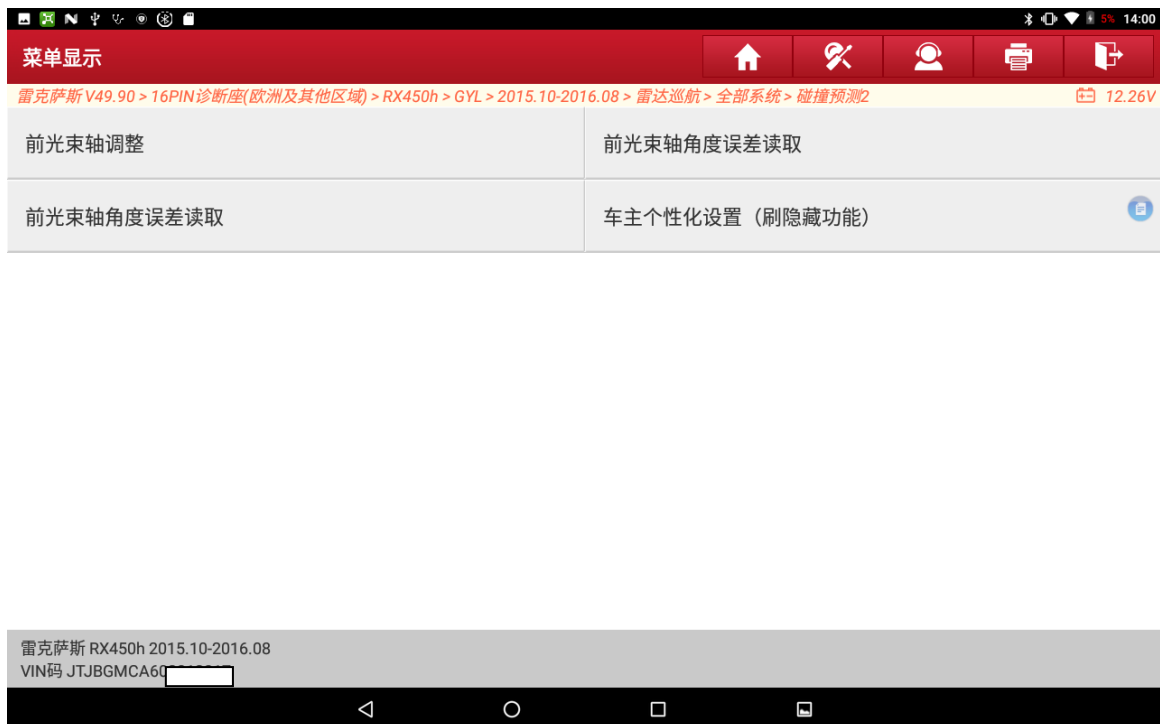 5% 14:00
菜单显示
雷克萨斯 V49.90 > 16PIN诊断座(欧洲及其他区域) > RX450h > GYL > 2015.10-2016.08 > 雷达巡航 > 全部系统 > 碰撞预测2 12.26V
前光束轴调整 前光束轴角度误差读取
前光束轴角度误差读取 车主个性化设置（刷隐藏功能）
雷克萨斯 RX450h 2015.10-2016.08
VIN码 JTJBGMCA60